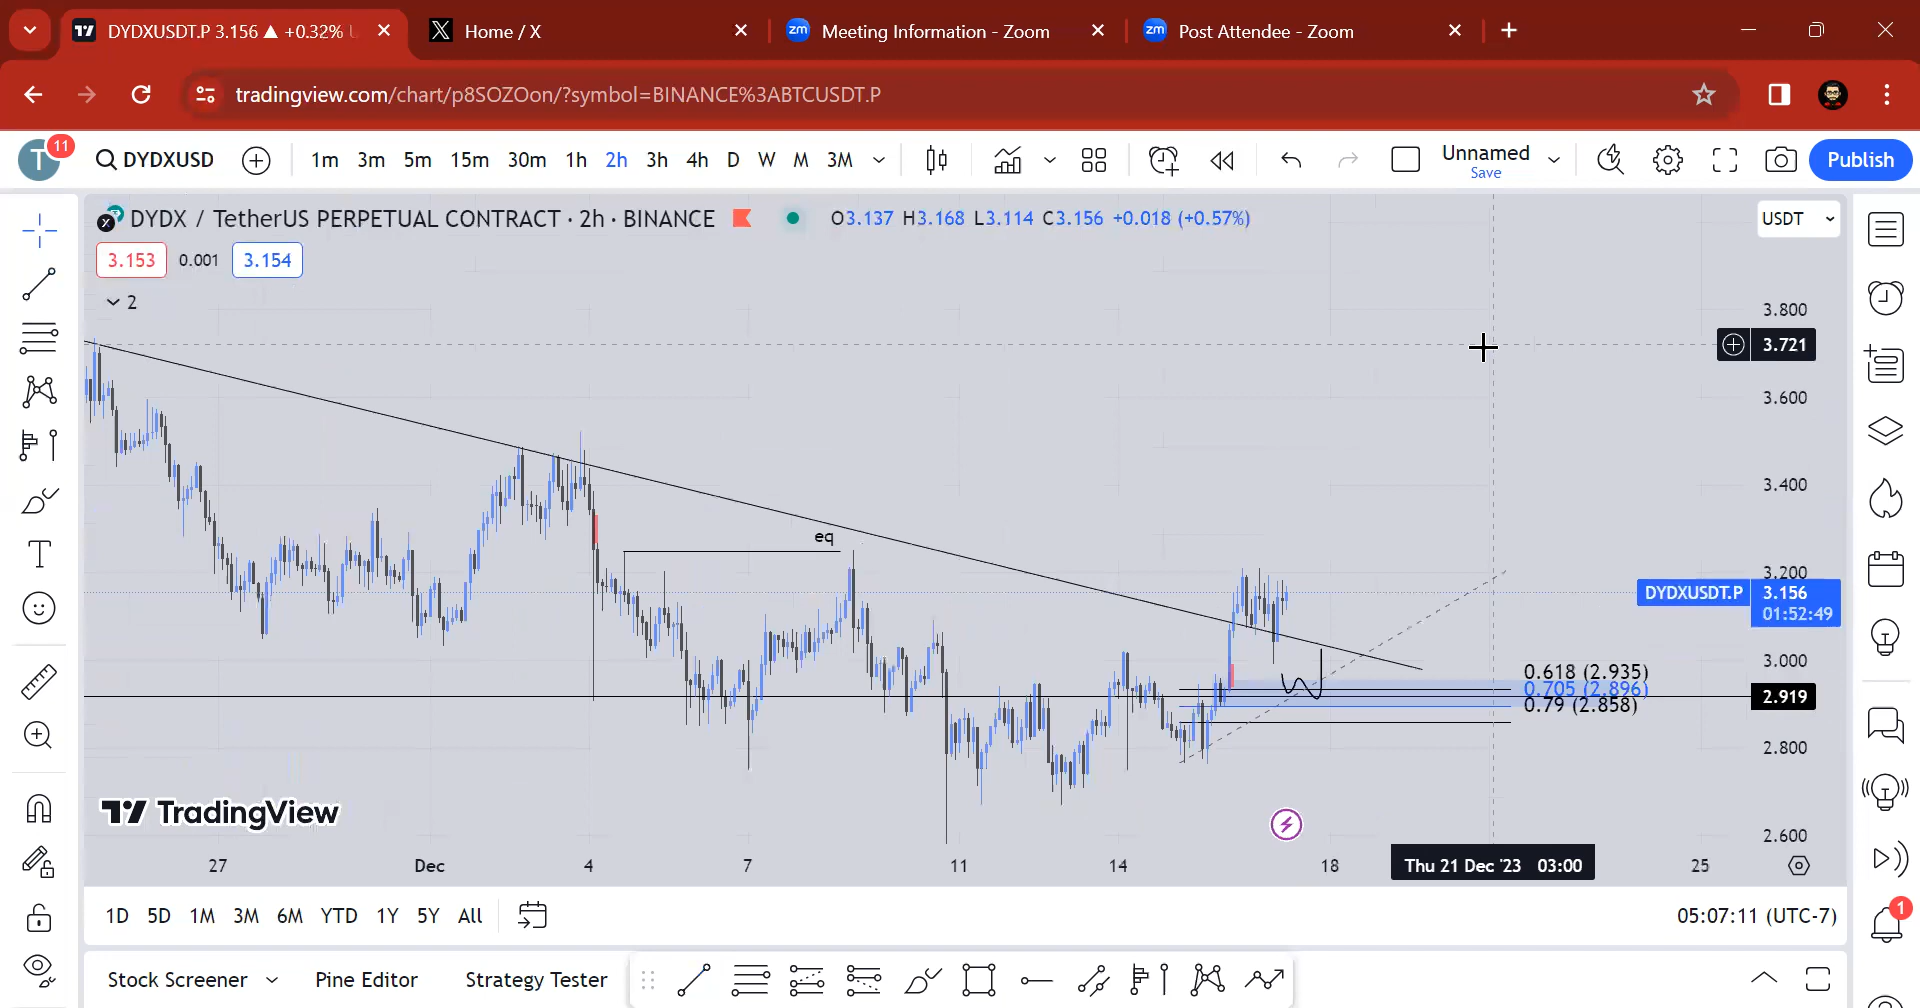 DYDXUSDT.P 3.156 ▲ +0.32% U
Home / X
zm Meeting Information - Zoom
zm Post Attendee - Zoom
tradingview.com/chart/p8SOZOon/?symbol=BINANCE%3ABTCUSDT.P
T 11 DYDXUSD 1m 3m 5m 15m 30m 1h 2h 3h 4h D W M 3M Unnamed Publish
Save
DYDX / TetherUS PERPETUAL CONTRACT · 2h · BINANCE O3.137 H3.168 L3.114 C3.156 +0.018 (+0.57%) USDT
3.153 0.001 3.154
2
3.800
3.721
3.600
3.400
eq
3.200
DYDXUSDT.P 3.156
01:52:49
3.000
0.618 (2.935)
0.705 (2.896)
2.919
0.79 (2.858)
2.800
TradingView
2.600
27 Dec 4 7 11 14 18 Thu 21 Dec '23 03:00 25
1D 5D 1M 3M 6M YTD 1Y 5Y All 05:07:11 (UTC-7)
1
Stock Screener Pine Editor Strategy Tester